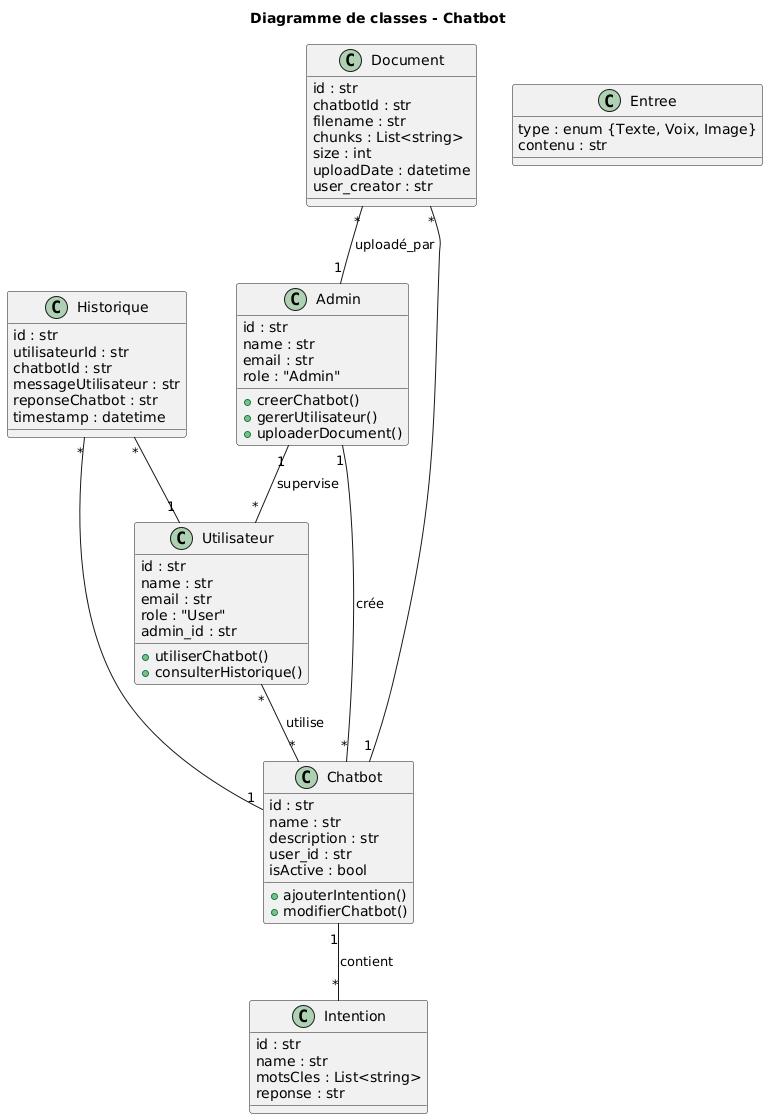 Diagramme de classes - Chatbot
C Document
id : str
chatbotId : str
filename : str
chunks : List<string>
size : int
uploadDate : datetime
user_creator : str
C Entree
type : enum {Texte, Voix, Image}
contenu : str
*
*
uploadé_par
1
C Historique
id : str
utilisateurId : str
chatbotId : str
messageUtilisateur : str
reponseChatbot : str
timestamp : datetime
C Admin
id : str
name : str
email : str
role : "Admin"
creerChatbot()
gererUtilisateur()
uploaderDocument()
*
*
1
1
supervise
1
*
C Utilisateur
id : str
name : str
email : str
role : "User"
admin_id : str
utiliserChatbot()
consulterHistorique()
crée
*
utilise
*
*
1
1
C Chatbot
id : str
name : str
description : str
user_id : str
isActive : bool
ajouterIntention()
modifierChatbot()
1
contient
*
C Intention
id : str
name : str
motsCles : List<string>
reponse : str